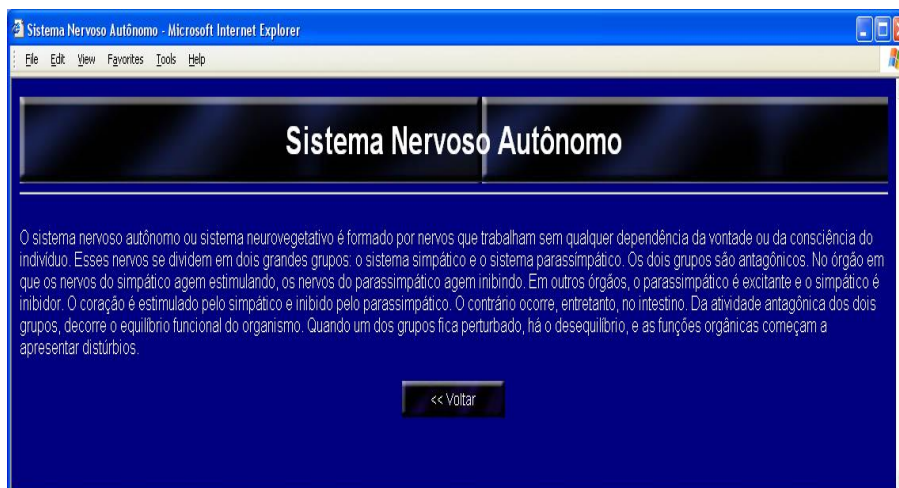 Sistema Nervoso Autônomo - Microsoft Internet Explorer
File Edit View Favorites Tools Help
Sistema Nervoso Autônomo
O sistema nervoso autônomo ou sistema neurovegetativo é formado por nervos que trabalham sem qualquer dependência da vontade ou da consciência do
indivíduo. Esses nervos se dividem em dois grandes grupos: o sistema simpático e o sistema parassímpático. Os dois grupos são antagônicos. No órgão em
que os nervos do simpático agem estimulando, os nervos do parassimpático agem inibindo. Em outros órgãos, o parassimpático é excitante e o simpático é
inibidor. O coração é estimulado pelo simpático e inibido pelo parassimpático. O contrário ocorre, entretanto, no intestino. Da atividade antagônica dos dois
grupos, decorre o equilíbrio funcional do organismo. Quando um dos grupos fica perturbado, há o desequilíbrio, e as funções orgânicas começam a
apresentar distúrbios.
<< Voltar